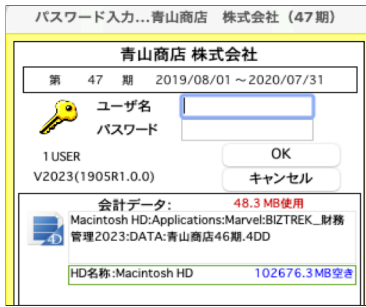 パスワード入力...青山商店　株式会社（47期）
青山商店 株式会社
第　47　期　2019/08/01 ～2020/07/31
ユーザ名
パスワード
1USER
OK
V2023(1905R1.0.0)
キャンセル
会計データ:　48.3 MB使用
Macintosh HD:Applications:Marvel:BIZTREK_財務
管理2023:DATA:青山商店46期.4DD
4D
HD名称:Macintosh HD　102676.3MB空き